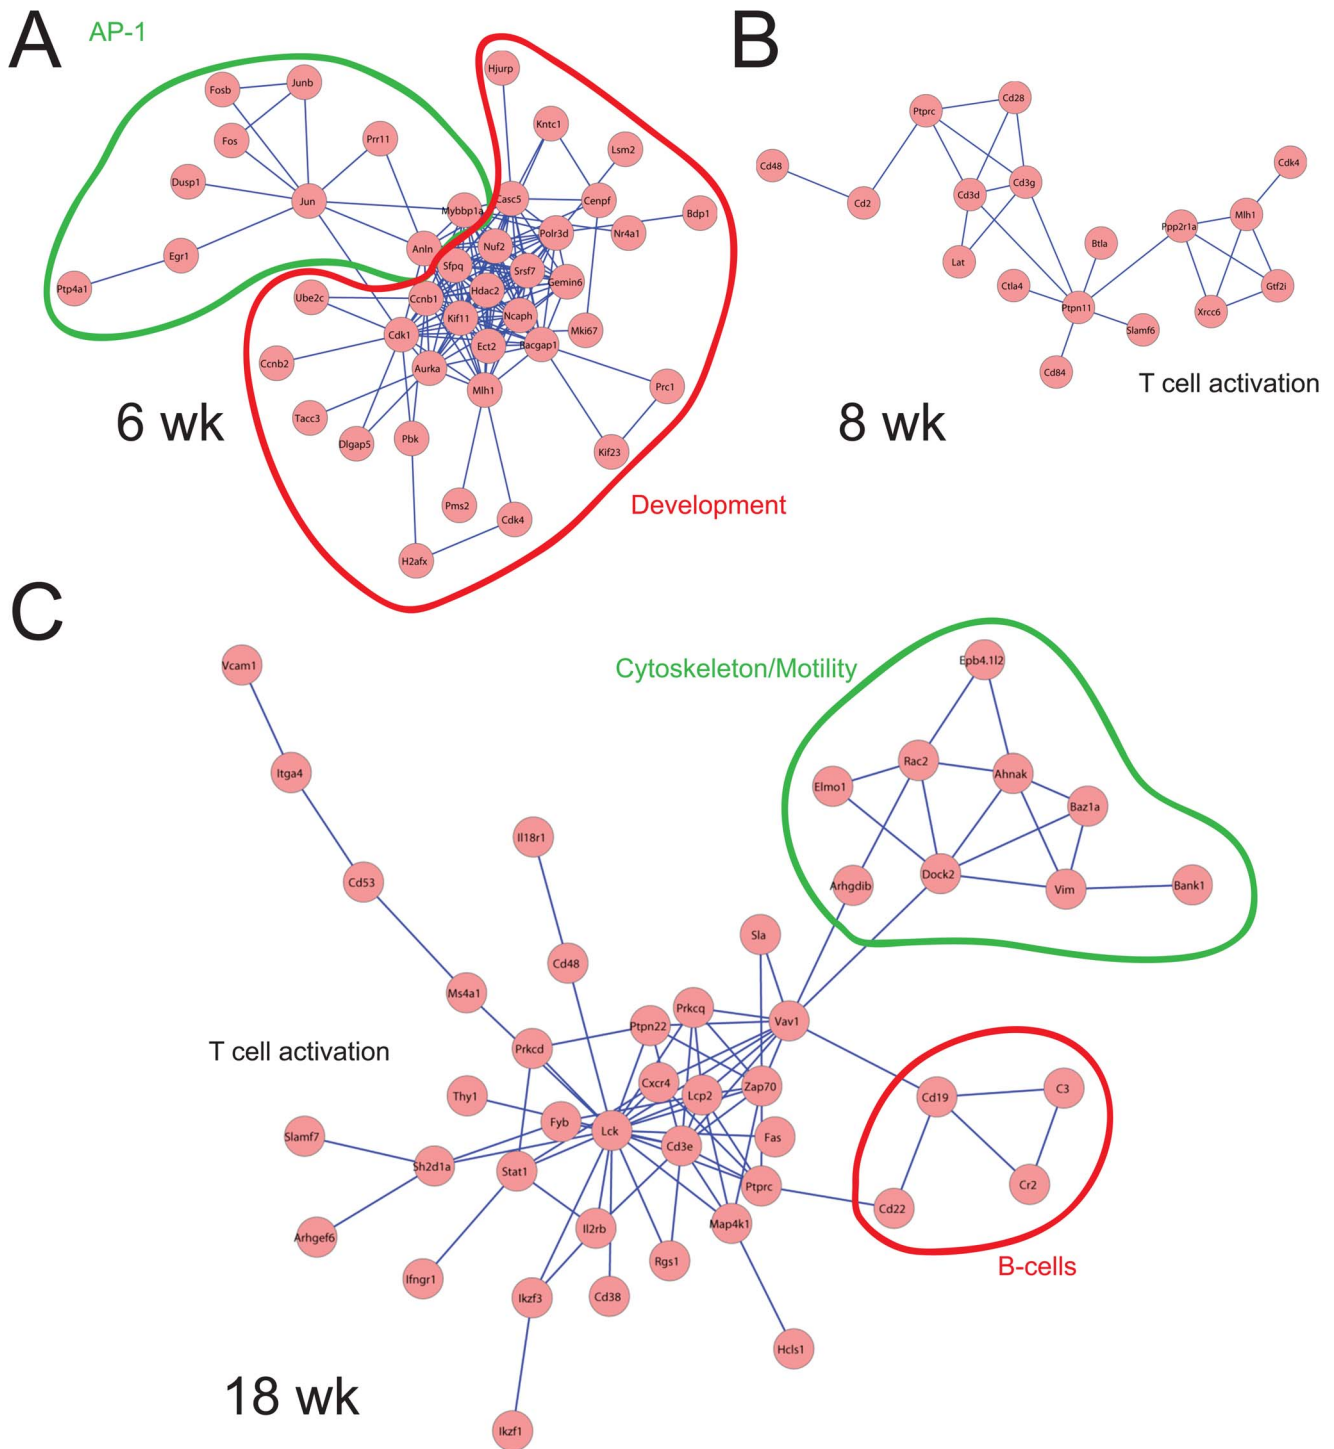 A
AP-1
Hjurp
Fosb
Junb
Kntc1
Fos
Prr11
Lsm2
Dusp1
Jun
Mybbp1a
Casc5
Cenpf
Bdp1
Polr3d
Nr4a1
Egr1
Anln
Nuf2
Sfpq
Srsf7
Ptp4a1
Ube2c
Ccnb1
Hdac2
Gemin6
Kif11
Ncaph
Cdk1
Mki67
Ect2
Racgap1
Ccnb2
Aurka
Mlh1
Prc1
6 wk
Tacc3
Dlgap5
Pbk
Kif23
Pms2
Cdk4
Development
H2afx
B
Ptprc
Cd28
Cd48
Cd2
Cd3d
Cd3g
Cdk4
Ppp2r1a
Mlh1
Lat
Btla
Ctla4
Ptpn11
Gtf2i
Xrcc6
Slamf6
Cd84
T cell activation
8 wk
C
Vcam1
Cytoskeleton/Motility
Epb4.1l2
Itga4
Rac2
Ahnak
Elmo1
Baz1a
Il18r1
Cd53
Arhgdib
Dock2
Vim
Bank1
Sla
Cd48
Ms4a1
Prkcq
Ptpn22
Vav1
T cell activation
Prkcd
Cxcr4
Lcp2
Zap70
Cd19
C3
Thy1
Fyb
Lck
Cd3e
Fas
Slamf7
Sh2d1a
Stat1
Ptprc
Cr2
Cd22
Arhgef6
Il2rb
Map4k1
Ifngr1
Rgs1
B-cells
Ikzf3
Cd38
Hcls1
18 wk
Ikzf1